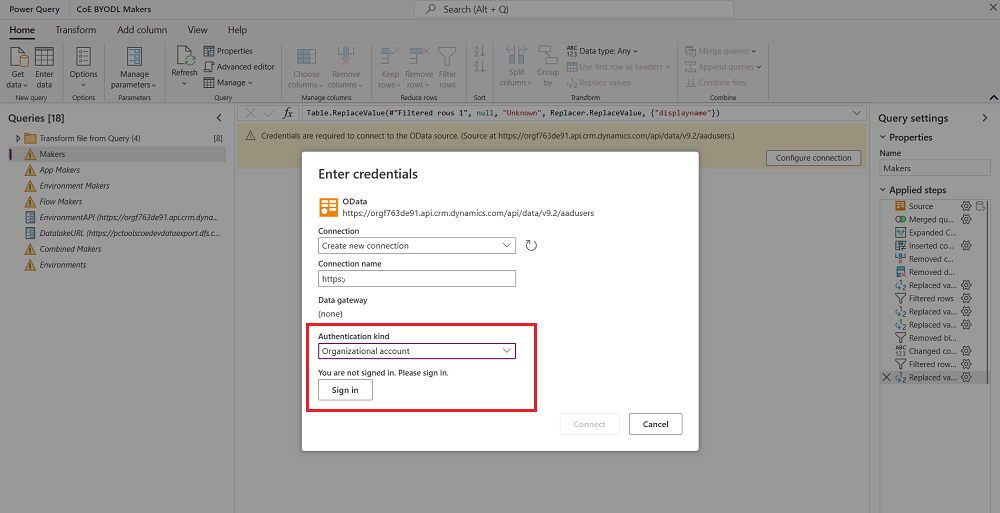 Power Query CoE BYODL Makers
Search (Alt + Q)
Home Transform Add column View Help
Get data
Enter data
New query
Options
Options
Manage parameters
Parameters
Refresh
Properties
Advanced editor
Manage
Query
Choose columns
Remove columns
Manage columns
Keep rows
Remove rows
Filter rows
Reduce rows
Sort
Split column
Group by
Data type: Any
Use first row as headers
Replace values
Transform
Merge queries
Append queries
Combine files
Combine
Queries [18]
Transform file from Query (4) [8]
Makers
App Makers
Environment Makers
Flow Makers
EnvironmentAPI (https://orgf763de91.api.crm.dyna...
DatalakeURL (https://pctoolscoedevdataexport.dfs.c...
Combined Makers
Environments
fx
Table.ReplaceValue(#"Filtered rows 1", null, "Unknown", Replacer.ReplaceValue, {"displayname"})
Credentials are required to connect to the OData source. (Source at https://orgf763de91.crm.dynamics.com/api/data/v9.2/aadusers.)
Configure connection
Enter credentials
OData
https://orgf763de91.api.crm.dynamics.com/api/data/v9.2/aadusers
Connection
Create new connection
Connection name
https:/
Data gateway
(none)
Authentication kind
Organizational account
You are not signed in. Please sign in.
Sign in
Connect
Cancel
Query settings
Properties
Name
Makers
Applied steps
Source
Merged qu...
Expanded C...
Inserted co...
Removed c...
Removed d...
Replaced va...
Filtered rows
Replaced va...
Replaced va...
Removed bl...
Changed co...
Filtered row...
Replaced va...